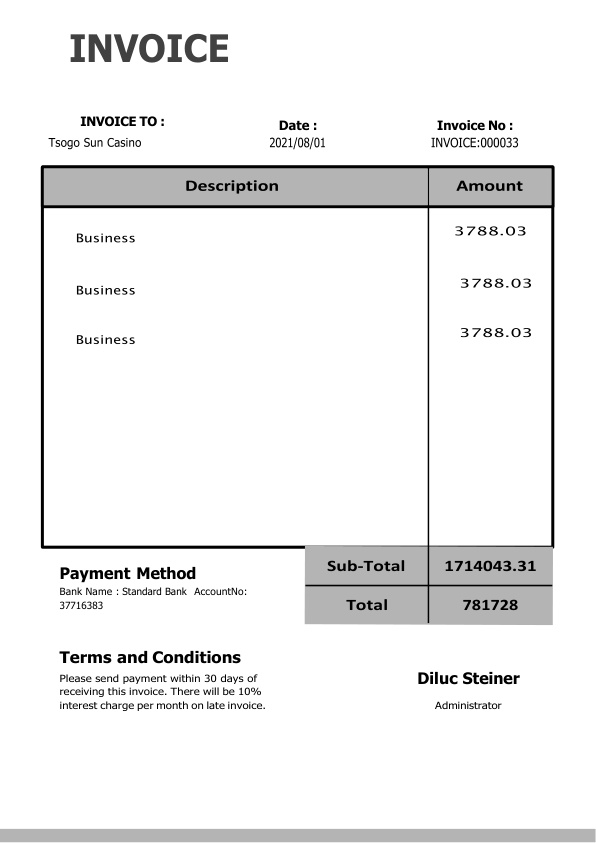 INVOICE
INVOICE TO :
Tsogo Sun Casino
Date :
2021/08/01
Invoice No :
INVOICE:000033
Description Amount
Business 3788.03
Business 3788.03
Business 3788.03
Sub-Total 1714043.31
Total 781728
Payment Method
Bank Name : Standard Bank AccountNo:
37716383
Terms and Conditions
Please send payment within 30 days of
receiving this invoice. There will be 10%
interest charge per month on late invoice.
Diluc Steiner
Administrator